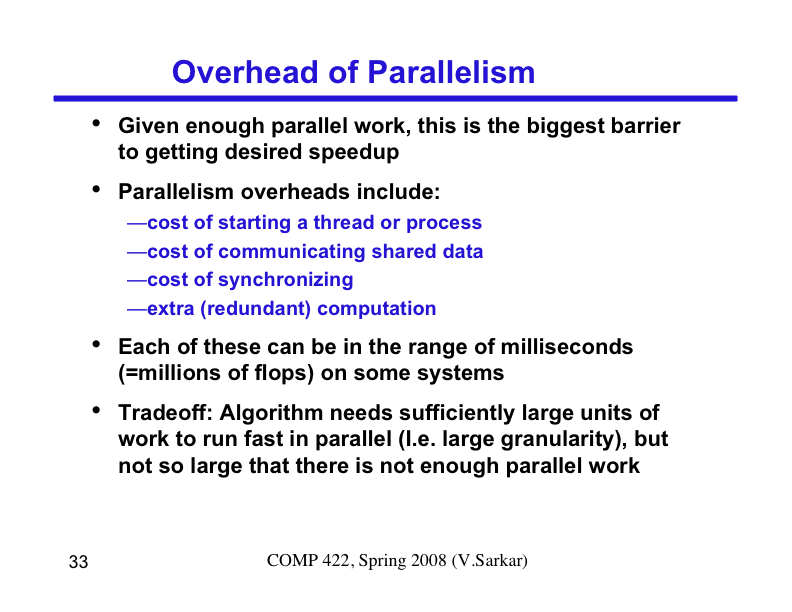 Overhead of Parallelism
• Given enough parallel work, this is the biggest barrier
to getting desired speedup
• Parallelism overheads include:
—cost of starting a thread or process
—cost of communicating shared data
—cost of synchronizing
—extra (redundant) computation
• Each of these can be in the range of milliseconds
(=millions of flops) on some systems
• Tradeoff: Algorithm needs sufficiently large units of
work to run fast in parallel (I.e. large granularity), but
not so large that there is not enough parallel work
33
COMP 422, Spring 2008 (V.Sarkar)